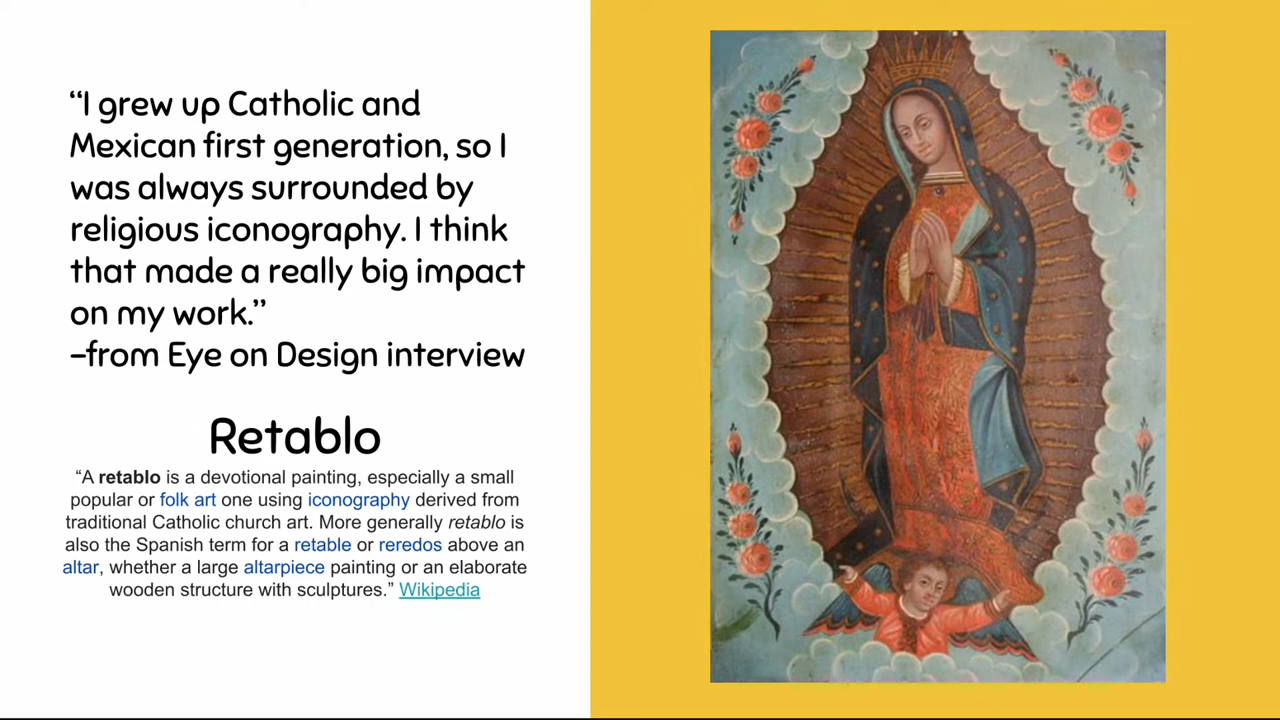 “I grew up Catholic and
Mexican first generation, so I
was always surrounded by
religious iconography. I think
that made a really big impact
on my work.”
–from Eye on Design interview
Retablo
“A retablo is a devotional painting, especially a small
popular or folk art one using iconography derived from
traditional Catholic church art. More generally retablo is
also the Spanish term for a retable or reredos above an
altar, whether a large altarpiece painting or an elaborate
wooden structure with sculptures.” Wikipedia